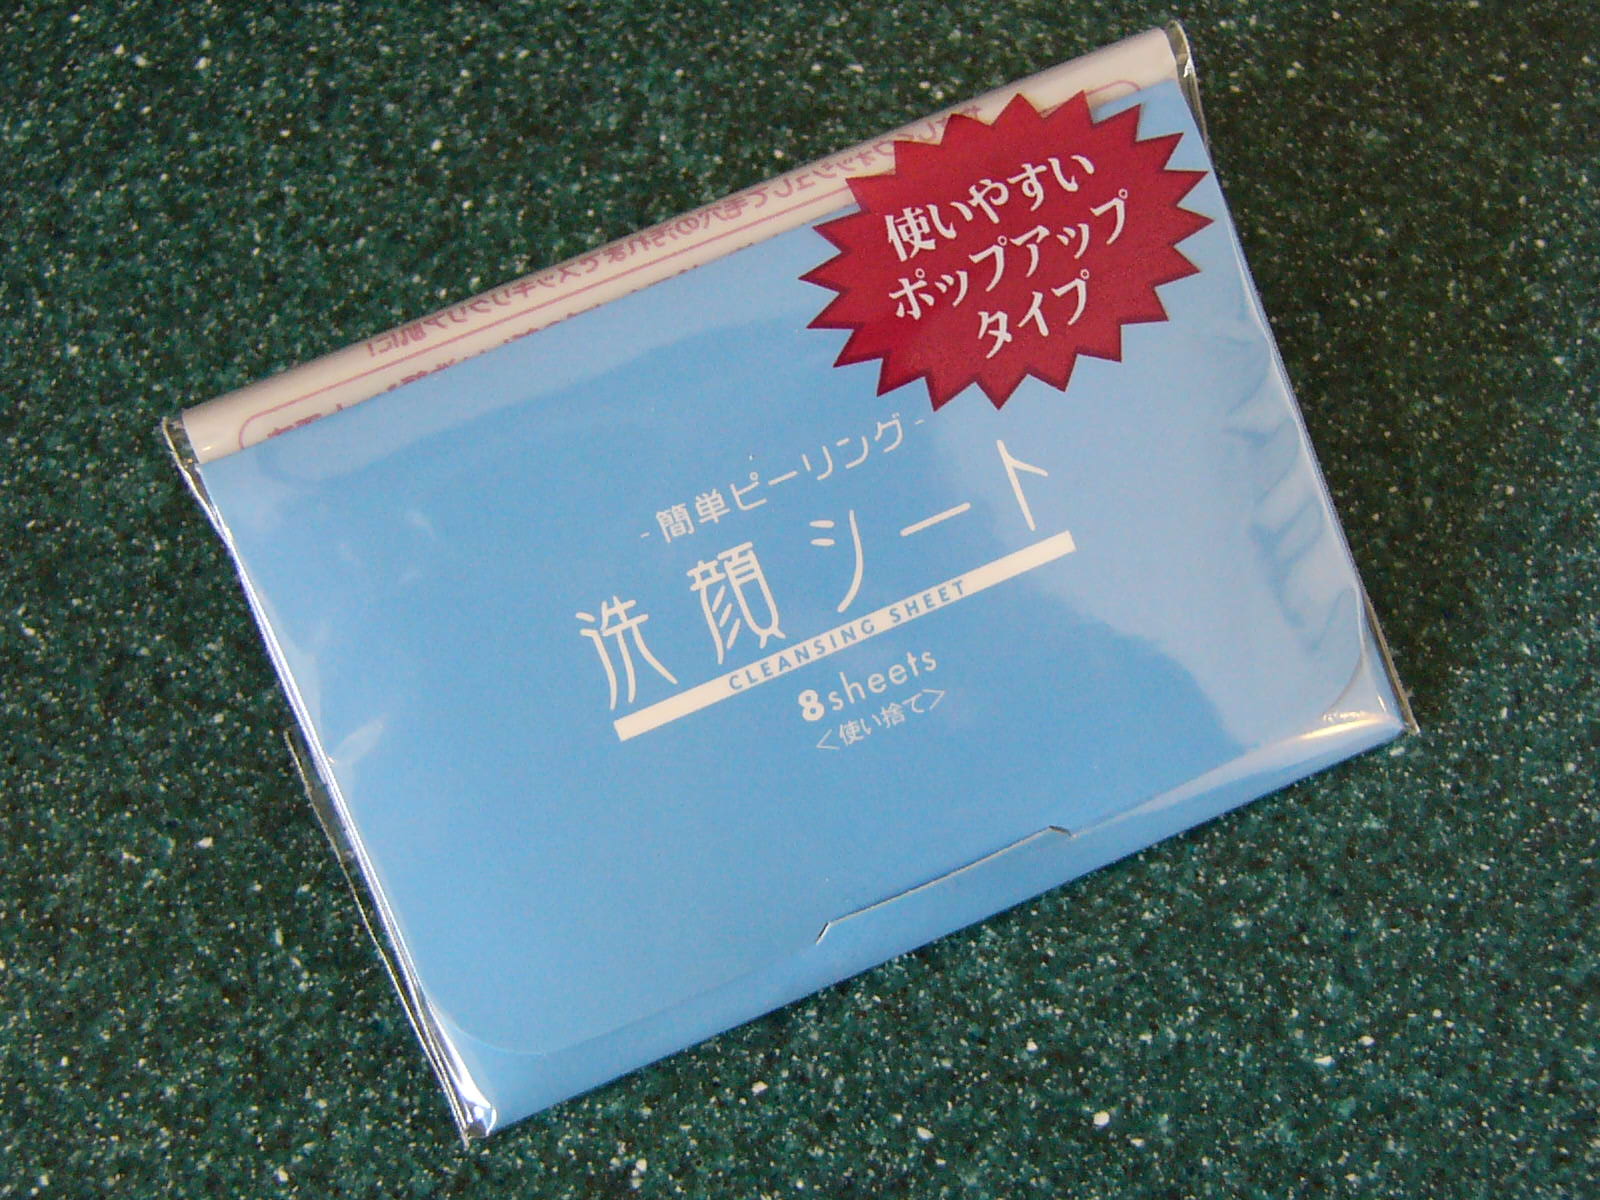 使いやすい
ポップアップ
タイプ
-簡単ピーリング-
洗顔シート
CLEANSING SHEET
8sheets
<使い捨て>